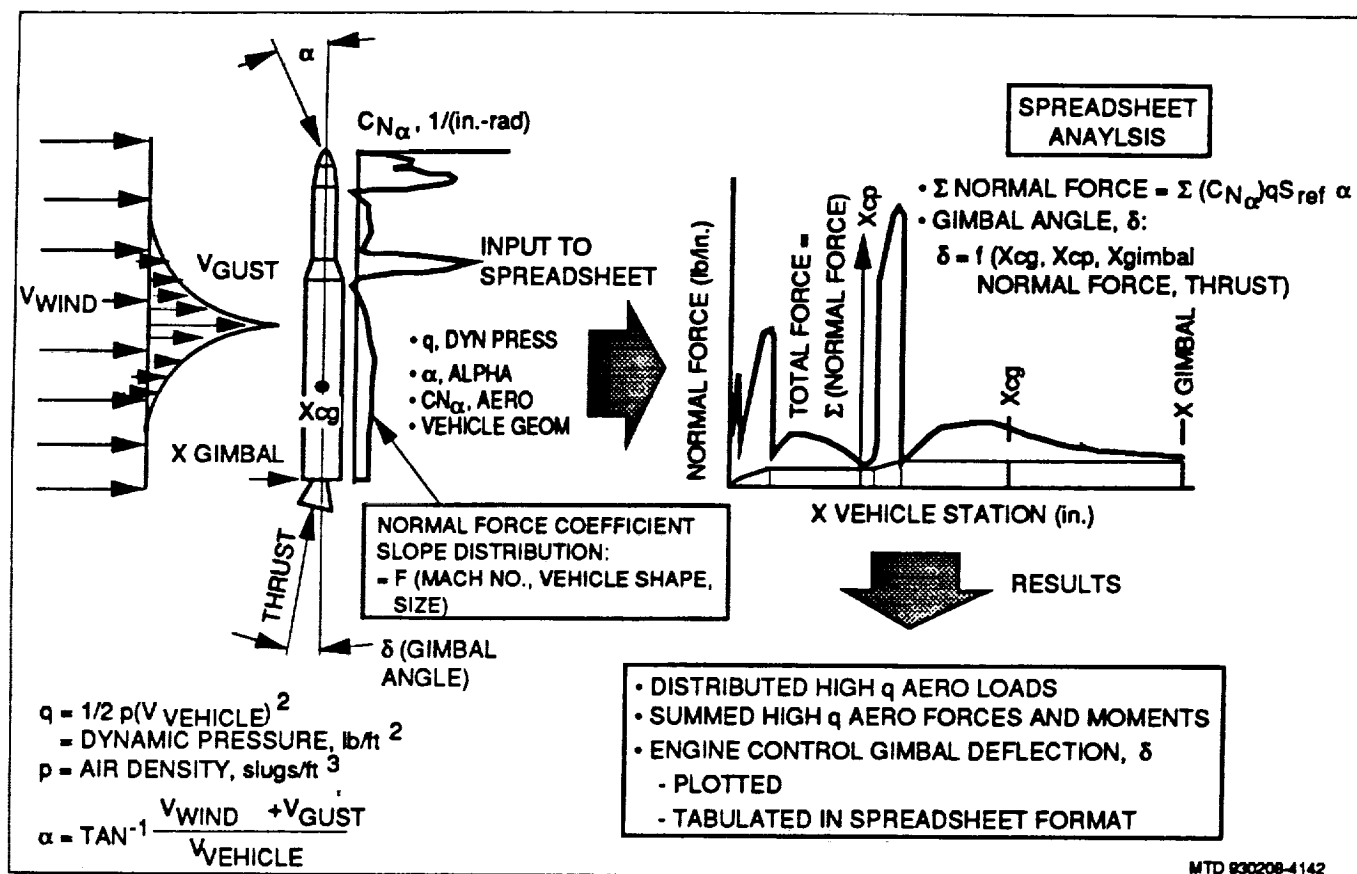 α
C_Nα, 1/(in.-rad)
V_GUST
V_WIND
INPUT TO
SPREADSHEET
• q, DYN PRESS
• α, ALPHA
• CNα, AERO
• VEHICLE GEOM
Xcg
X GIMBAL
THRUST
δ (GIMBAL
ANGLE)
NORMAL FORCE COEFFICIENT
SLOPE DISTRIBUTION:
= F (MACH NO., VEHICLE SHAPE,
SIZE)
q = 1/2 p(V VEHICLE) 2
= DYNAMIC PRESSURE, lb/ft 2
p = AIR DENSITY, slugs/ft 3
α = TAN-1 V_WIND +V_GUST
V_VEHICLE
SPREADSHEET
ANAYLSIS
• Σ NORMAL FORCE = Σ (C_Nα)qS_ref α
• GIMBAL ANGLE, δ:
δ = f (Xcg, Xcp, Xgimbal
NORMAL FORCE, THRUST)
NORMAL FORCE (lb/in.)
TOTAL FORCE =
Σ (NORMAL FORCE)
Xcp
Xcg
X GIMBAL
X VEHICLE STATION (in.)
RESULTS
• DISTRIBUTED HIGH q AERO LOADS
• SUMMED HIGH q AERO FORCES AND MOMENTS
• ENGINE CONTROL GIMBAL DEFLECTION, δ
- PLOTTED
- TABULATED IN SPREADSHEET FORMAT
MTD 930208-4142